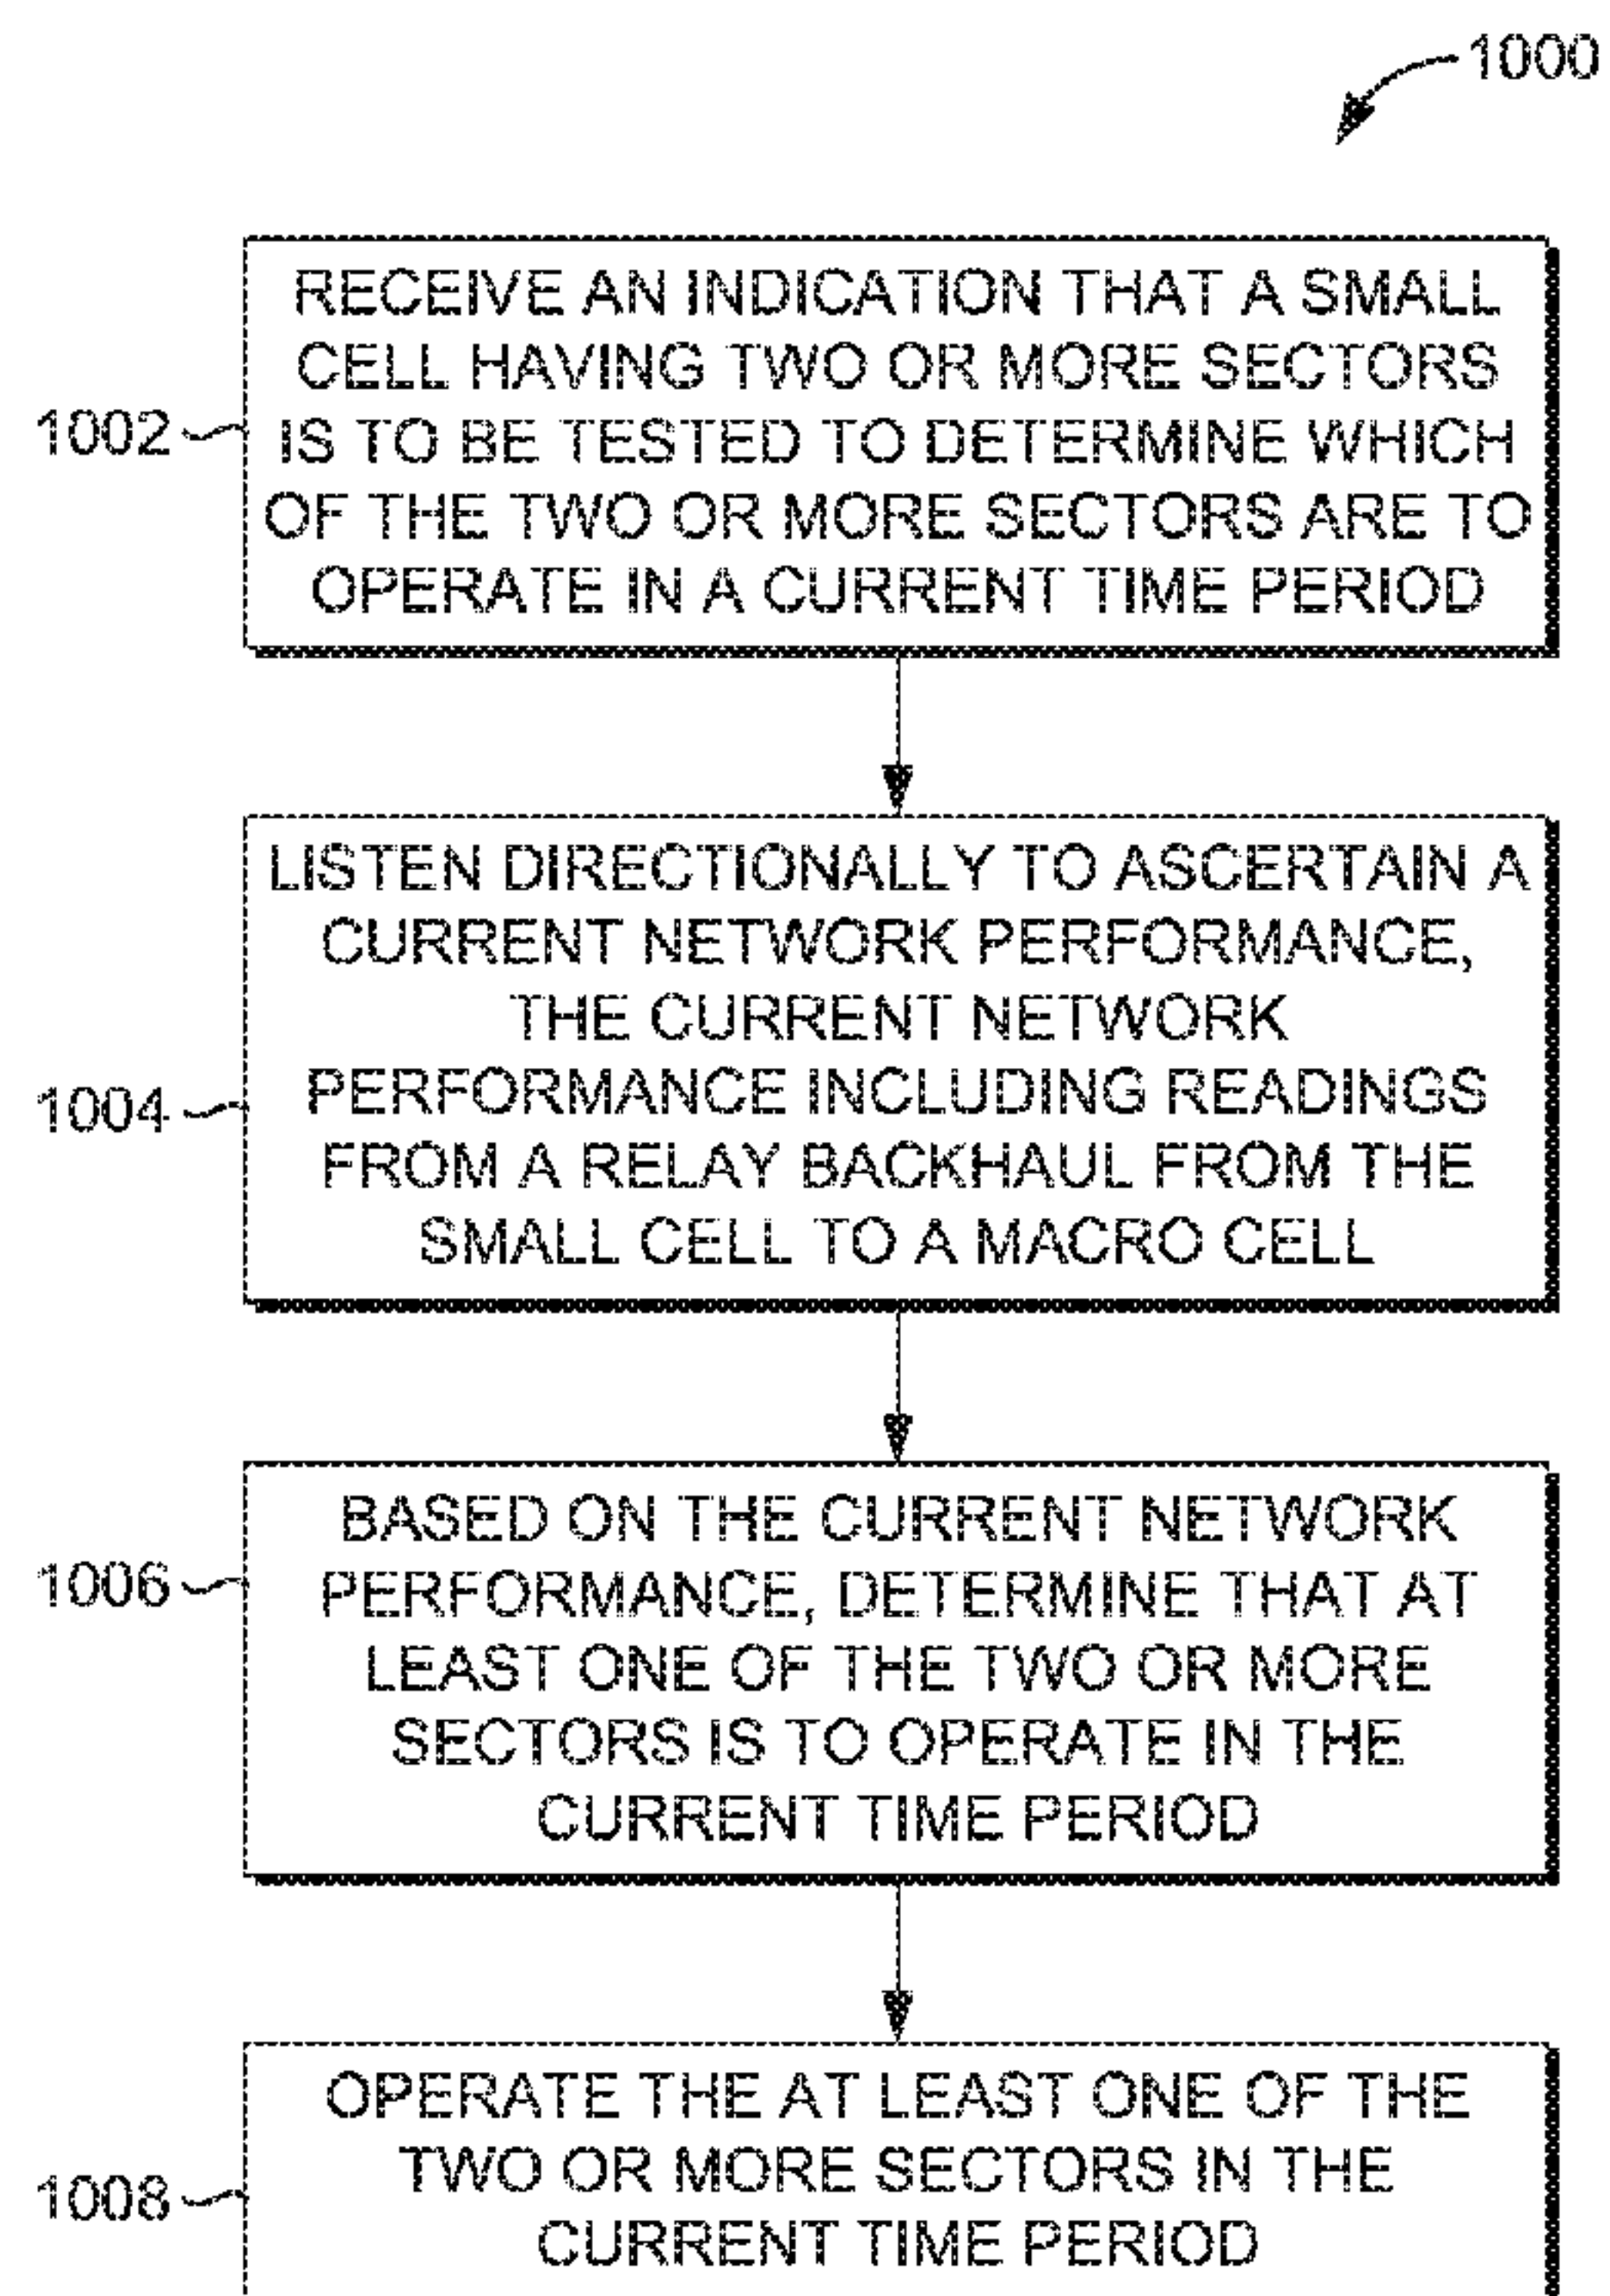 1000
RECEIVE AN INDICATION THAT A SMALL
CELL HAVING TWO OR MORE SECTORS
1002
IS TO BE TESTED TO DETERMINE WHICH
OF THE TWO OR MORE SECTORS ARE TO
OPERATE IN A CURRENT TIME PERIOD
LISTEN DIRECTIONALLY TO ASCERTAIN A
CURRENT NETWORK PERFORMANCE,
THE CURRENT NETWORK
1004
PERFORMANCE INCLUDING READINGS
FROM A RELAY BACKHAUL FROM THE
SMALL CELL TO A MACRO CELL
BASED ON THE CURRENT NETWORK
1006
PERFORMANCE, DETERMINE THAT AT
LEAST ONE OF THE TWO OR MORE
SECTORS IS TO OPERATE IN THE
CURRENT TIME PERIOD
OPERATE THE AT LEAST ONE OF THE
TWO OR MORE SECTORS IN THE
1008
CURRENT TIME PERIOD